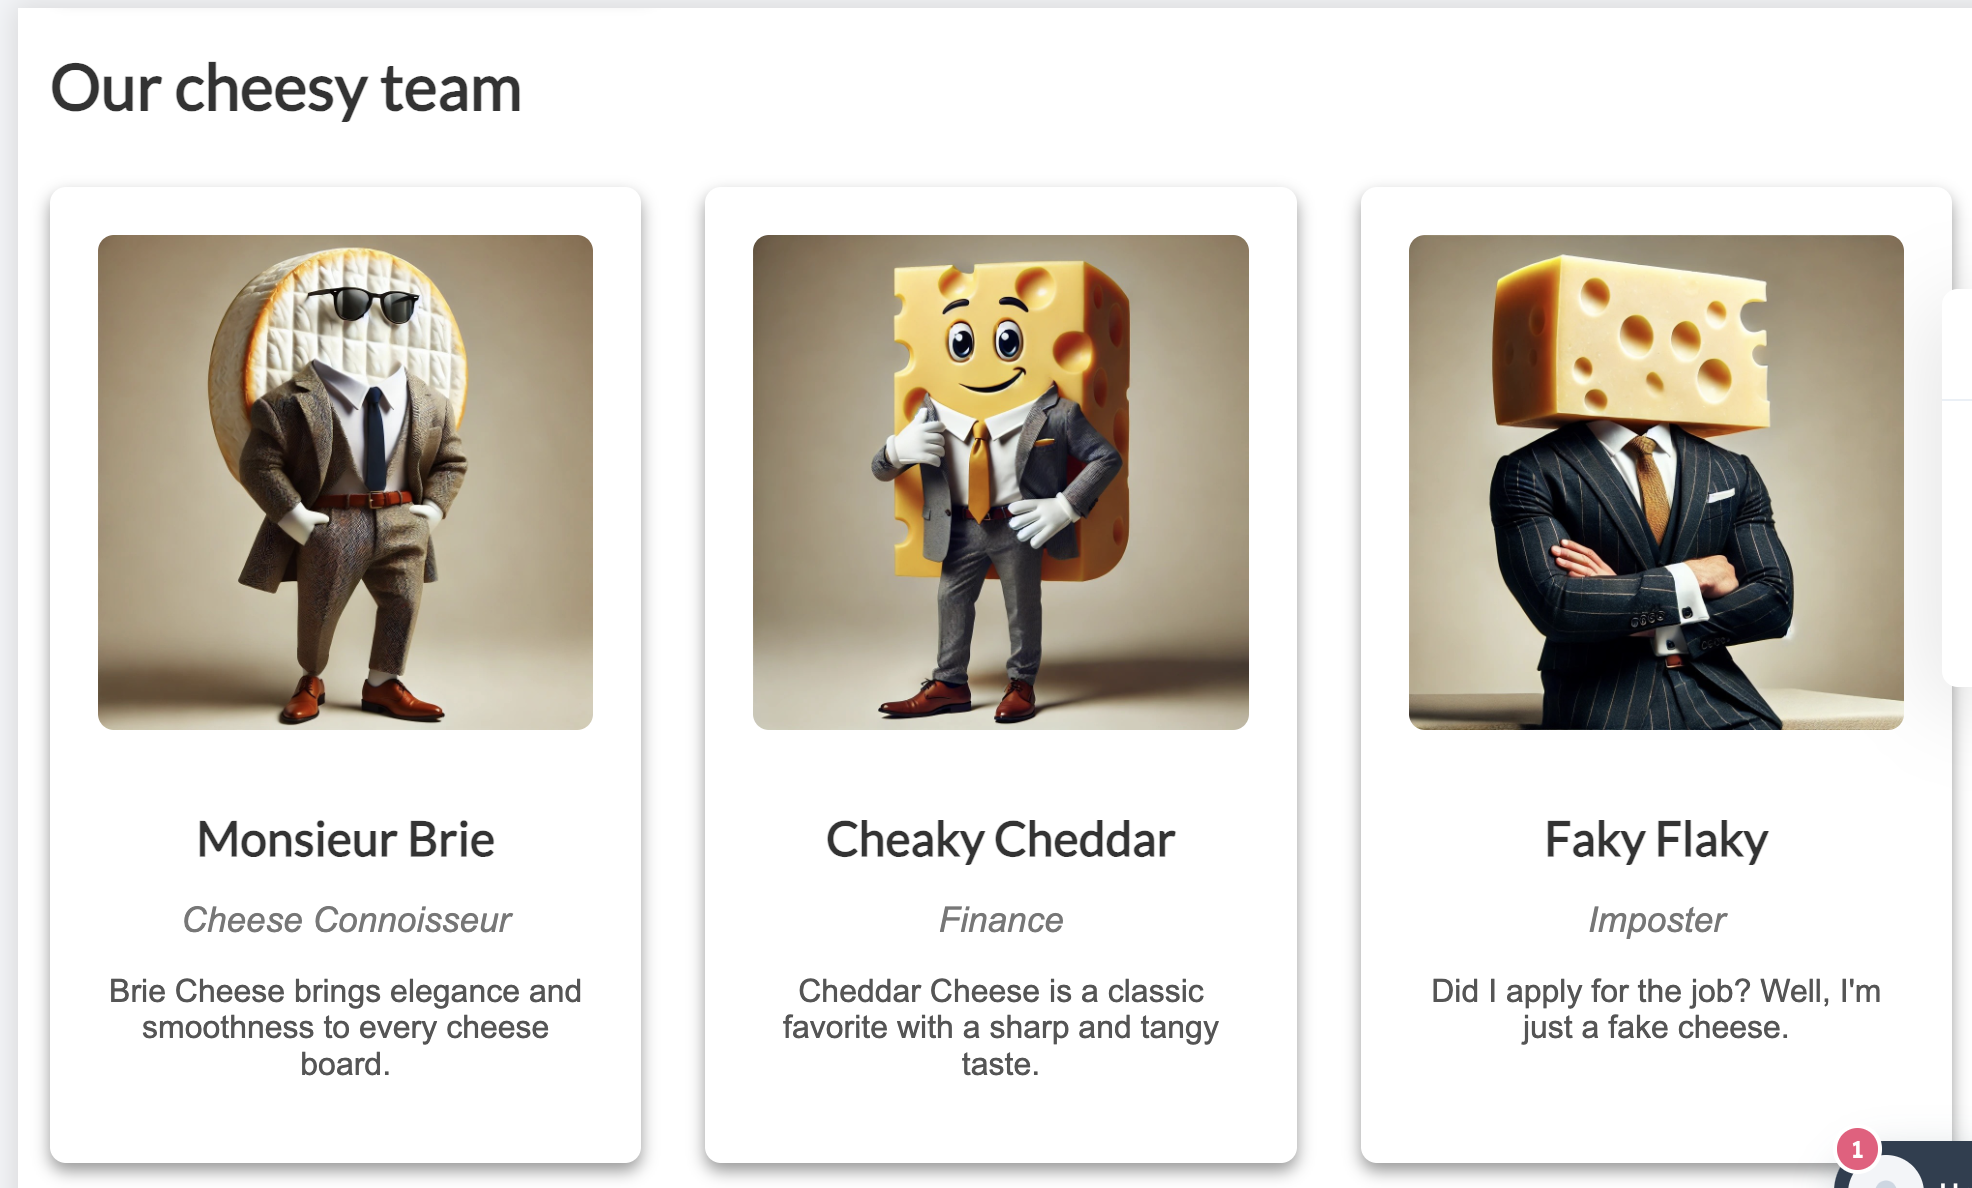 Our cheesy team
Monsieur Brie
Cheese Connoisseur
Brie Cheese brings elegance and
smoothness to every cheese
board.
Cheaky Cheddar
Finance
Cheddar Cheese is a classic
favorite with a sharp and tangy
taste.
Faky Flaky
Imposter
Did I apply for the job? Well, I'm
just a fake cheese.
1